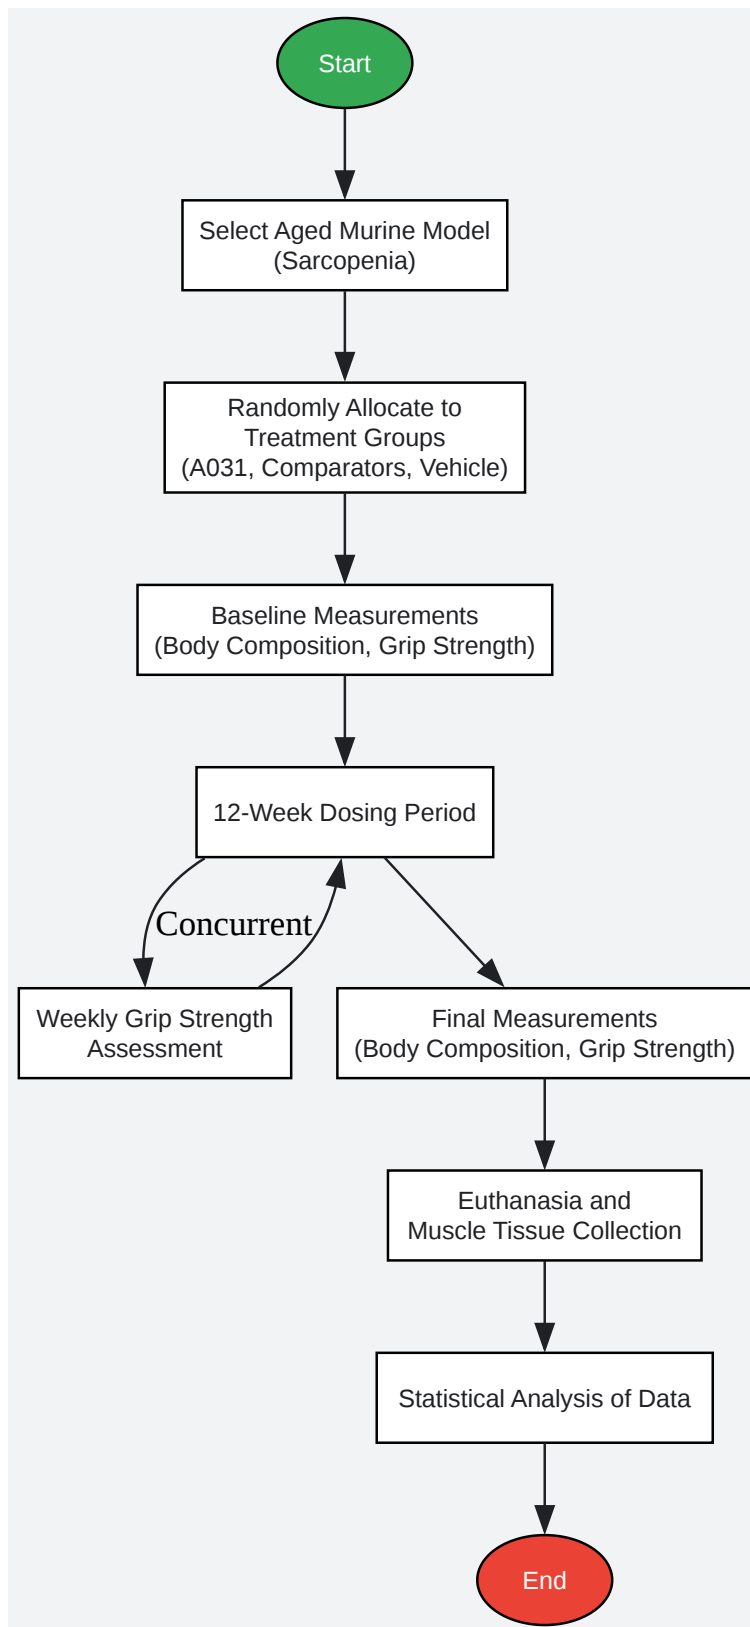 Start
Select Aged Murine Model
(Sarcopenia)
Randomly Allocate to
Treatment Groups
(A031, Comparators, Vehicle)
Baseline Measurements
(Body Composition, Grip Strength)
12-Week Dosing Period
Concurrent
Weekly Grip Strength
Assessment
Final Measurements
(Body Composition, Grip Strength)
Euthanasia and
Muscle Tissue Collection
Statistical Analysis of Data
End